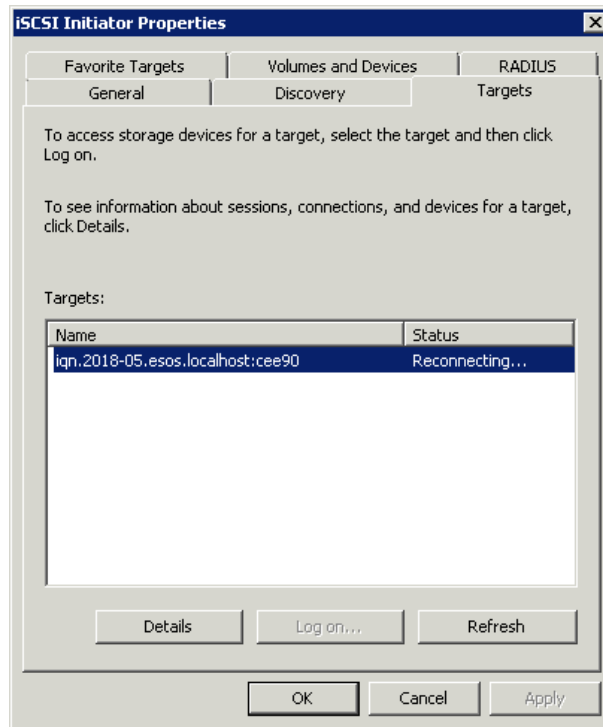 iSCSI Initiator Properties
Favorite Targets
Volumes and Devices
RADIUS
General
Discovery
Targets
To access storage devices for a target, select the target and then click
Log on.
To see information about sessions, connections, and devices for a target,
click Details.
Targets:
Name Status
iqn.2018-05.esos.localhost:cee90 Reconnecting...
Details Log on... Refresh
OK Cancel Apply